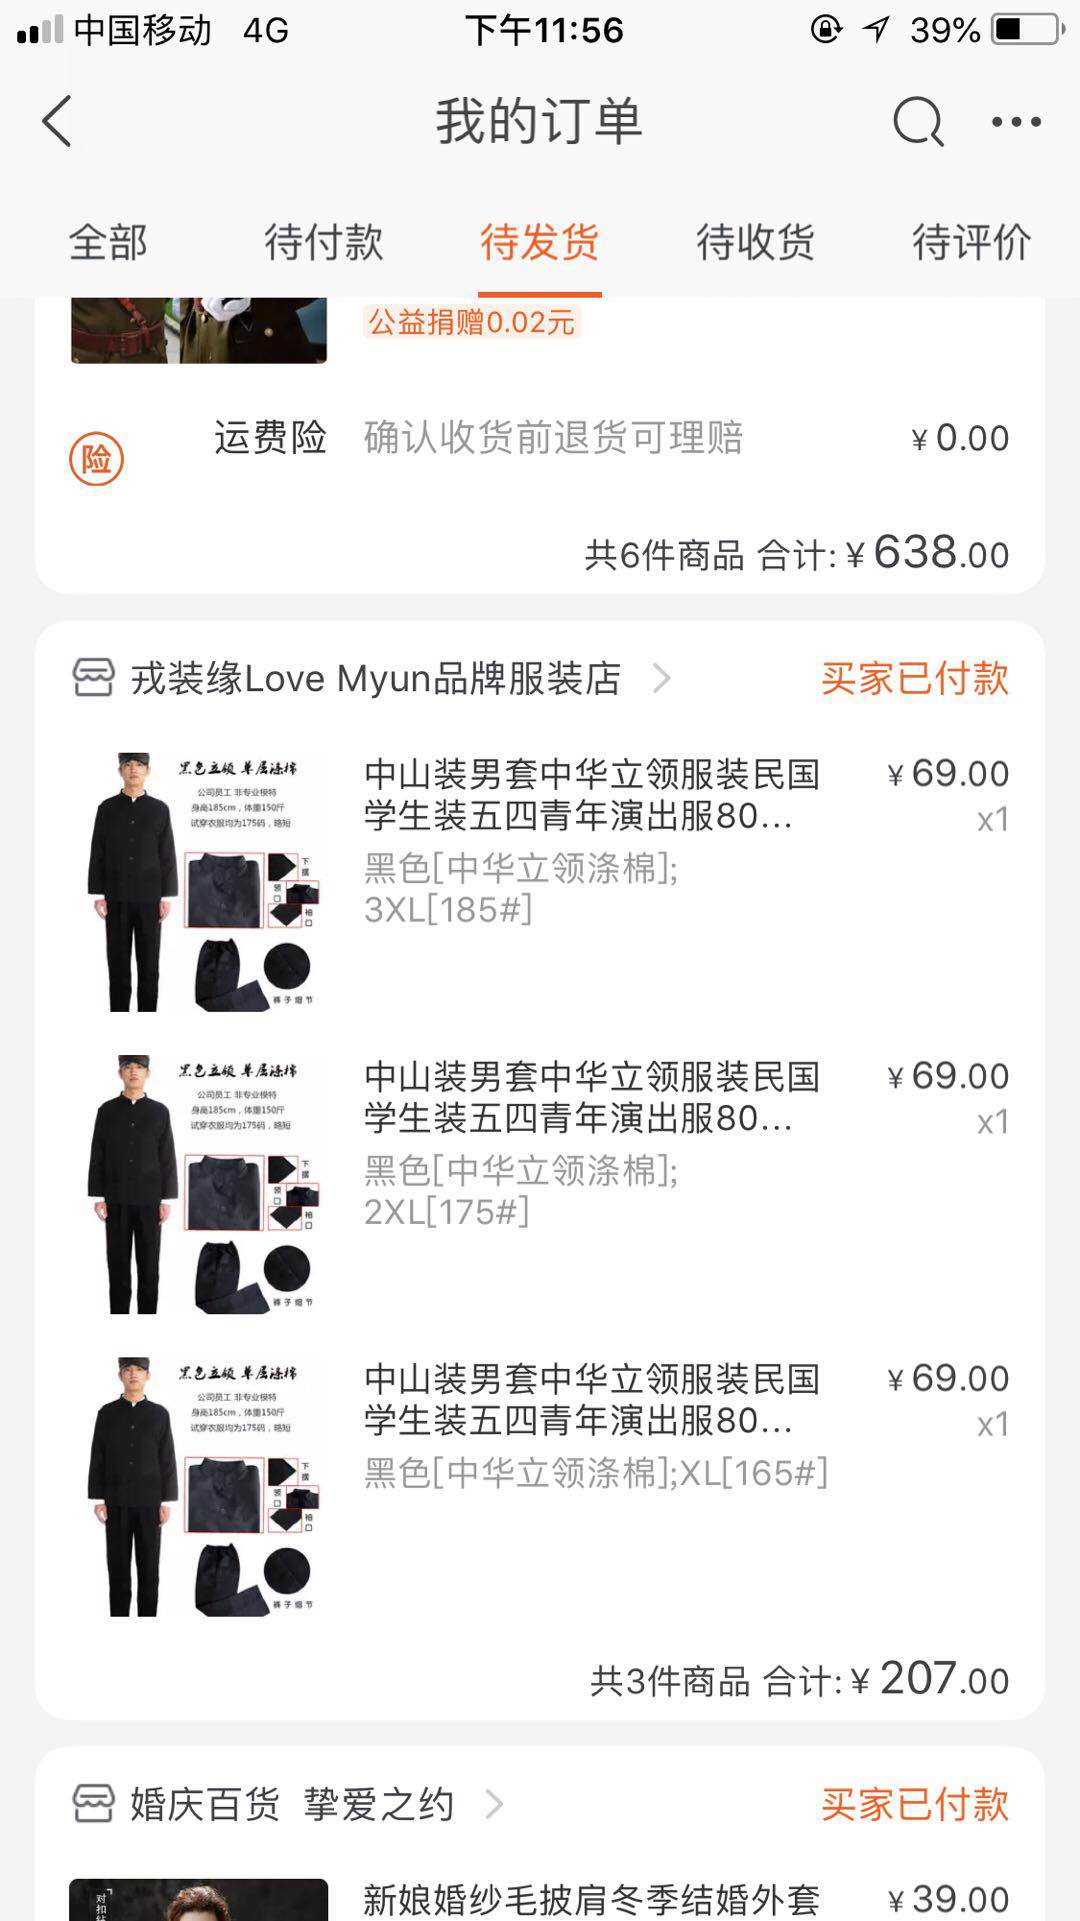 中国移动 4G 下午11:56 39%
我的订单
全部 待付款 待发货 待收货 待评价
公益捐赠0.02元
险 运费险 确认收货前退货可理赔 ¥0.00
共6件商品 合计:¥638.00
戎装缘Love Myun品牌服装店 买家已付款
黑色立领 单层涤棉
公司员工 非专业模特
身高185cm，体重150斤
试穿衣服均为175码，略短
下摆
领口
袖口
裤子细节
中山装男套中华立领服装民国 ¥69.00
学生装五四青年演出服80... x1
黑色[中华立领涤棉];
3XL[185#]
黑色立领 单层涤棉
公司员工 非专业模特
身高185cm，体重150斤
试穿衣服均为175码，略短
下摆
领口
袖口
裤子细节
中山装男套中华立领服装民国 ¥69.00
学生装五四青年演出服80... x1
黑色[中华立领涤棉];
2XL[175#]
黑色立领 单层涤棉
公司员工 非专业模特
身高185cm，体重150斤
试穿衣服均为175码，略短
下摆
领口
袖口
裤子细节
中山装男套中华立领服装民国 ¥69.00
学生装五四青年演出服80... x1
黑色[中华立领涤棉];XL[165#]
共3件商品 合计:¥207.00
婚庆百货 挚爱之约 买家已付款
对扣
新娘婚纱毛披肩冬季结婚外套 ¥39.00